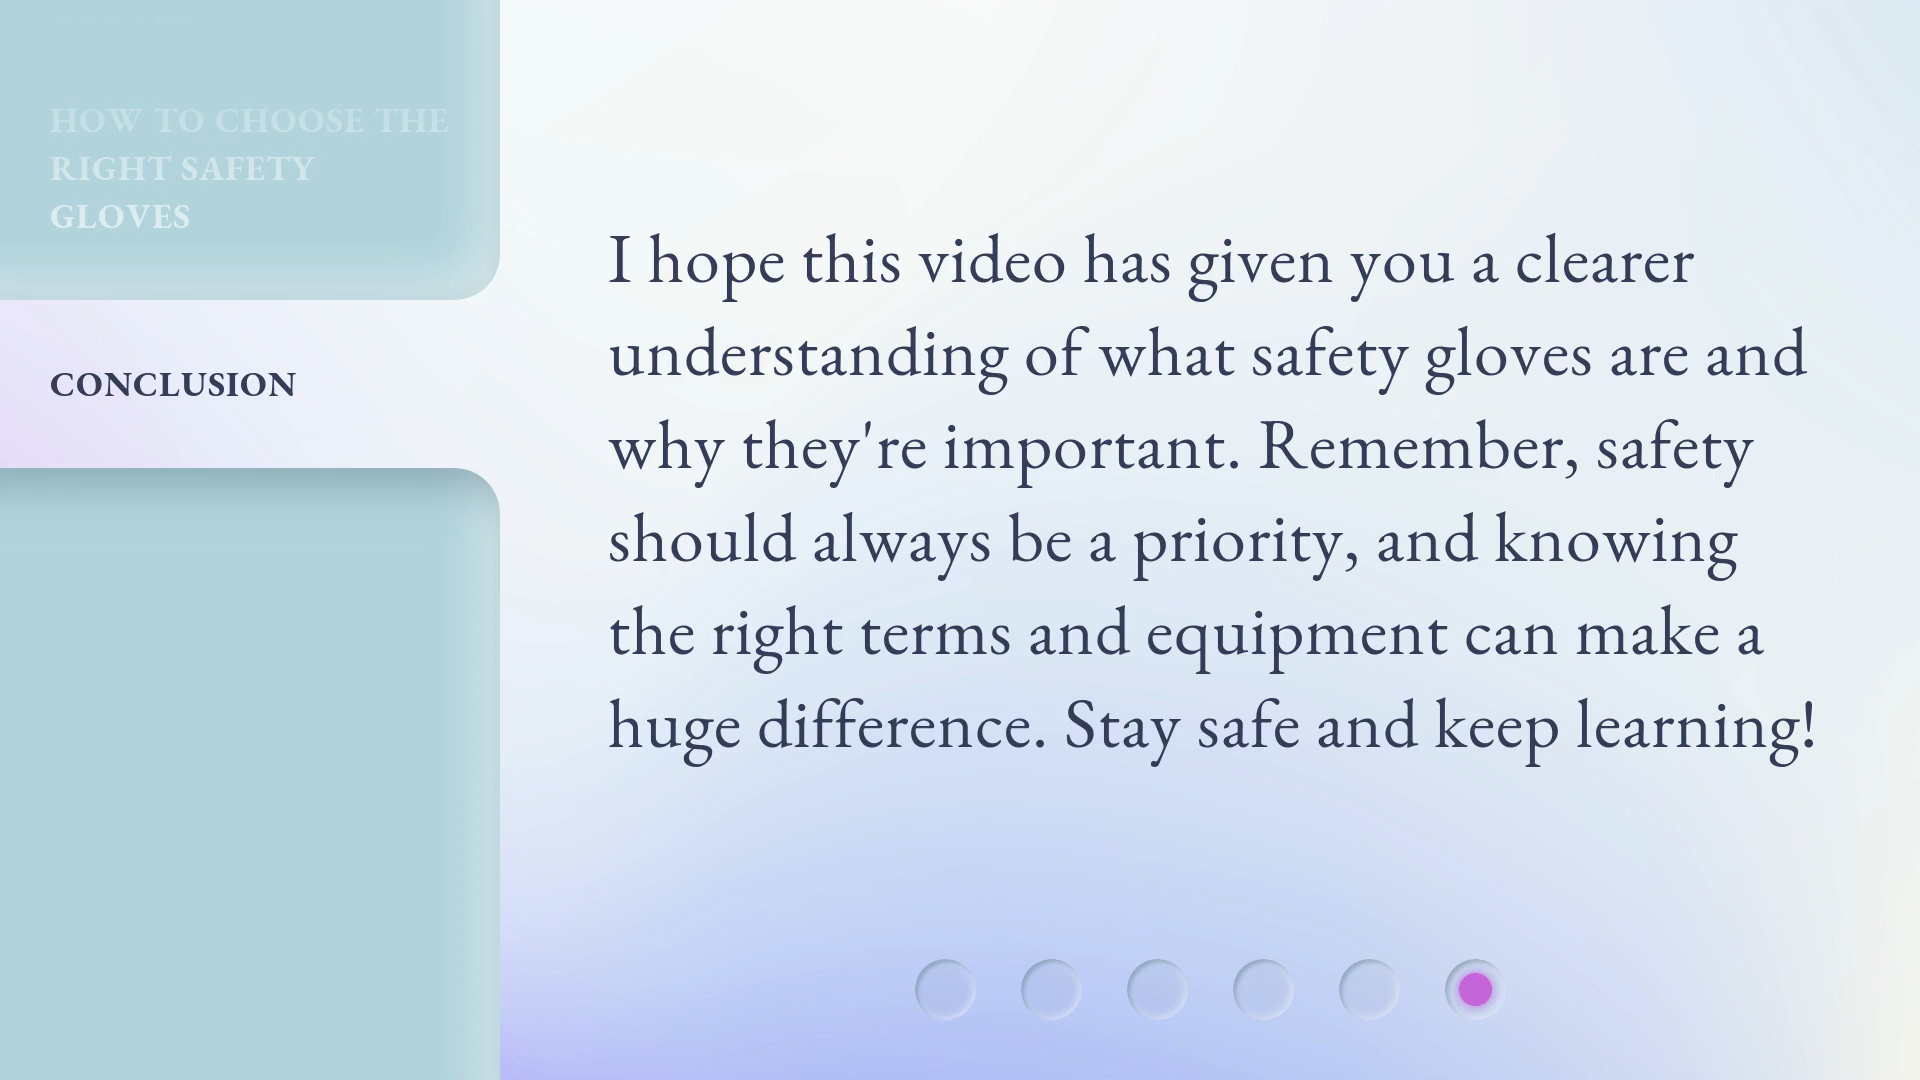 HOW TO CHOOSE THE
RIGHT SAFETY
GLOVES
CONCLUSION
I hope this video has given you a clearer
understanding of what safety gloves are and
why they're important. Remember, safety
should always be a priority, and knowing
the right terms and equipment can make a
huge difference. Stay safe and keep learning!